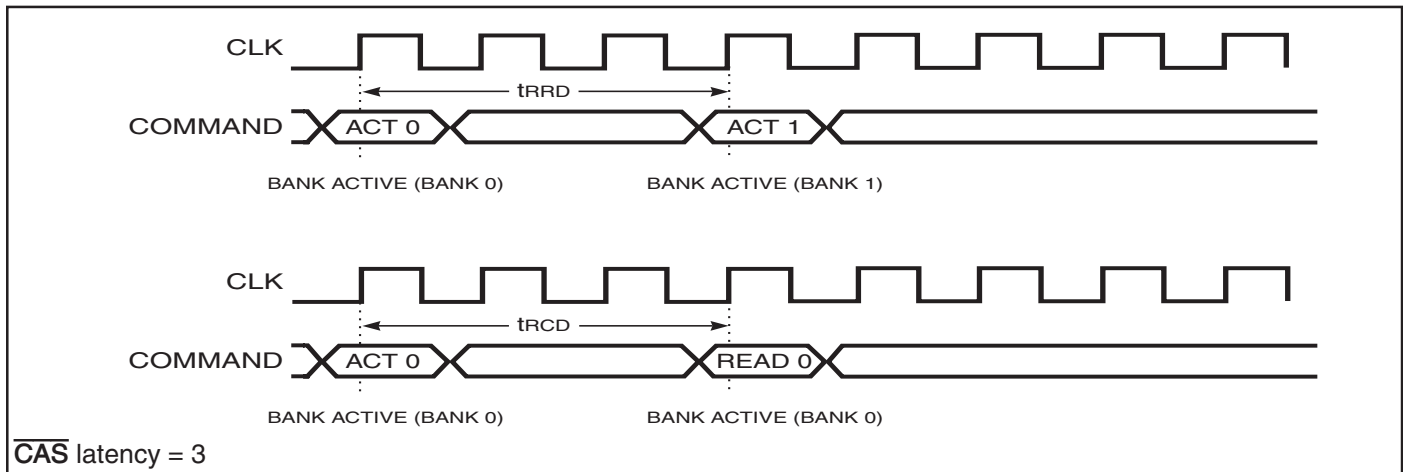 CLK
tRRD
COMMAND ACT 0 ACT 1
BANK ACTIVE (BANK 0) BANK ACTIVE (BANK 1)
CLK
tRCD
COMMAND ACT 0 READ 0
BANK ACTIVE (BANK 0) BANK ACTIVE (BANK 0)
CAS latency = 3